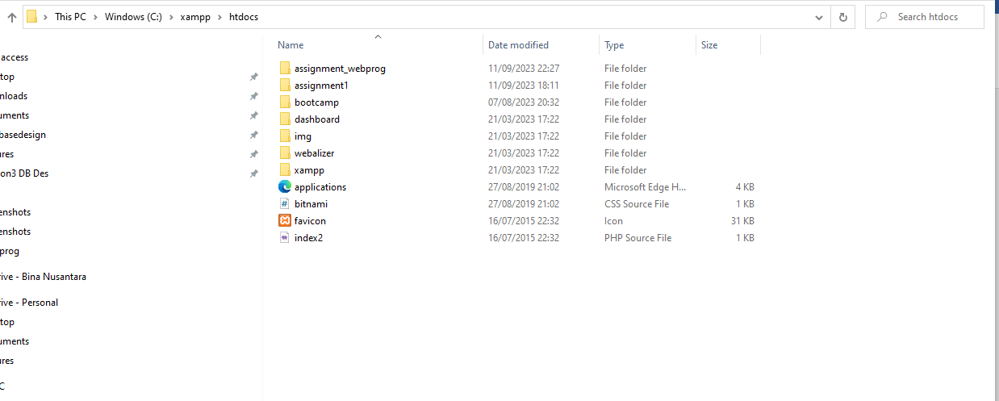 This PC > Windows (C:) > xampp > htdocs
Search htdocs
access
top
nloads
uments
basedesign
ures
on3 DB Des
enshots
enshots
prog
rive - Bina Nusantara
rive - Personal
top
uments
ures
C
Name Date modified Type Size
assignment_webprog 11/09/2023 22:27 File folder
assignment1 11/09/2023 18:11 File folder
bootcamp 07/08/2023 20:32 File folder
dashboard 21/03/2023 17:22 File folder
img 21/03/2023 17:22 File folder
webalizer 21/03/2023 17:22 File folder
xampp 21/03/2023 17:22 File folder
applications 27/08/2019 21:02 Microsoft Edge H... 4 KB
bitnami 27/08/2019 21:02 CSS Source File 1 KB
favicon 16/07/2015 22:32 Icon 31 KB
index2 16/07/2015 22:32 PHP Source File 1 KB